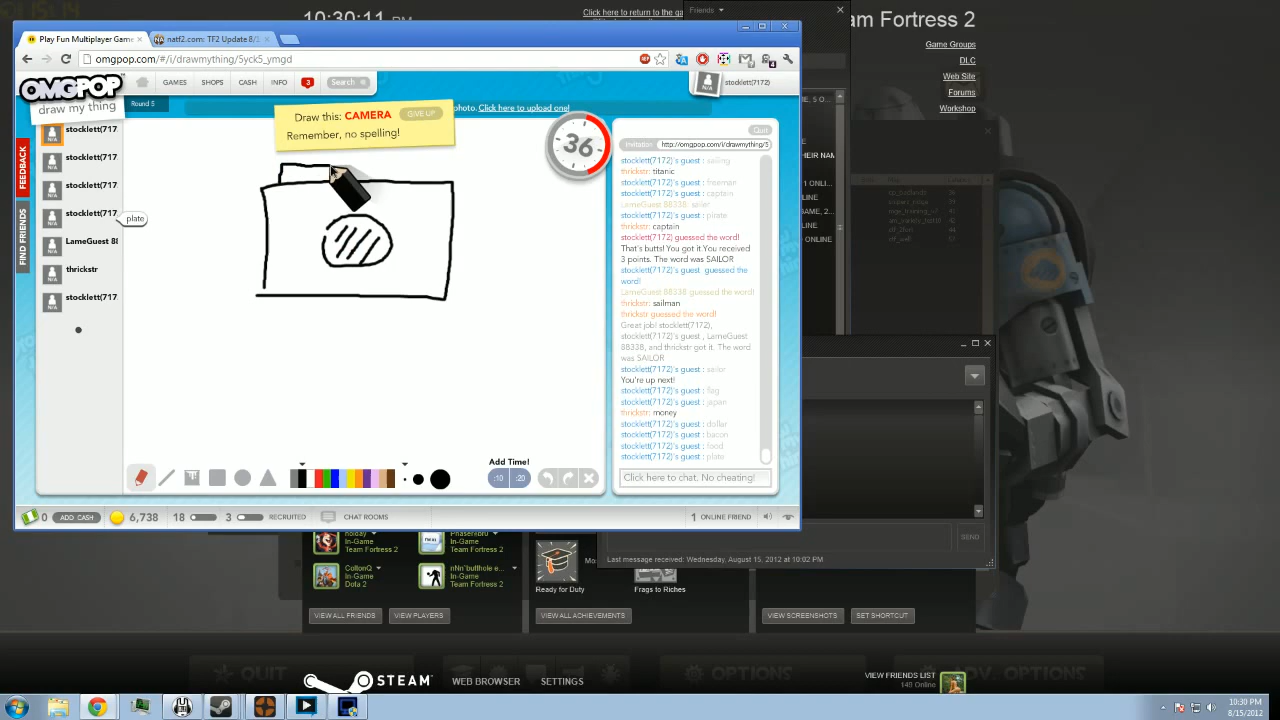 10:30:11 PM
Click here to return to the ga
Friends
am Fortress 2
Play Fun Multiplayer Game
natf2.com: TF2 Update 8/1
omgpop.com/#/i/drawmything/5yck5_ymgd
Game Groups
DLC
Web Site
Forums
Workshop
OMGPOP
GAMES
SHOPS
CASH
INFO
3
Search
stocklett(7172)
draw my thing
Round 5
photo. Click here to upload one!
Draw this: CAMERA
GIVE UP
Remember, no spelling!
36
Quit
Invitation
http://omgpop.com/i/drawmything/5
FEEDBACK
FIND FRIENDS
stocklett(717
stocklett(717
stocklett(717
stocklett(717
plate
LameGuest 88
thrickstr
stocklett(717
stocklett(7172)'s guest : sailing
thrickstr: titanic
stocklett(7172)'s guest : freeman
stocklett(7172)'s guest : captain
LameGuest 88338: sailer
stocklett(7172)'s guest : pirate
thrickstr: captain
stocklett(7172) guessed the word!
That's butts! You got it.You received
3 points. The word was SAILOR
stocklett(7172)'s guest guessed the
word!
LameGuest 88338 guessed the word!
thrickstr: sailman
thrickstr guessed the word!
Great job! stocklett(7172),
stocklett(7172)'s guest , LameGuest
88338, and thrickstr got it. The word
was SAILOR
stocklett(7172)'s guest : sailor
You're up next!
stocklett(7172)'s guest : flag
stocklett(7172)'s guest : japan
thrickstr: money
stocklett(7172)'s guest : dollar
stocklett(7172)'s guest : bacon
stocklett(7172)'s guest : food
stocklett(7172)'s guest : plate
Click here to chat. No cheating!
Add Time!
:10
:20
0
ADD CASH
6,738
18
3
RECRUITED
CHAT ROOMS
1 ONLINE FRIEND
In-Game
Team Fortress 2
In-Game
Team Fortress 2
ColtonQ
In-Game
Dota 2
nNn'butthole e...
In-Game
Team Fortress 2
Ready for Duty
Frags to Riches
SEND
Last message received: Wednesday, August 15, 2012 at 10:02 PM
VIEW ALL FRIENDS
VIEW PLAYERS
VIEW ALL ACHIEVEMENTS
VIEW SCREENSHOTS
SET SHORTCUT
QUIT
OPTIONS
ADV. OPTIONS
STEAM
WEB BROWSER
SETTINGS
VIEW FRIENDS LIST
149 Online
10:30 PM
8/15/2012